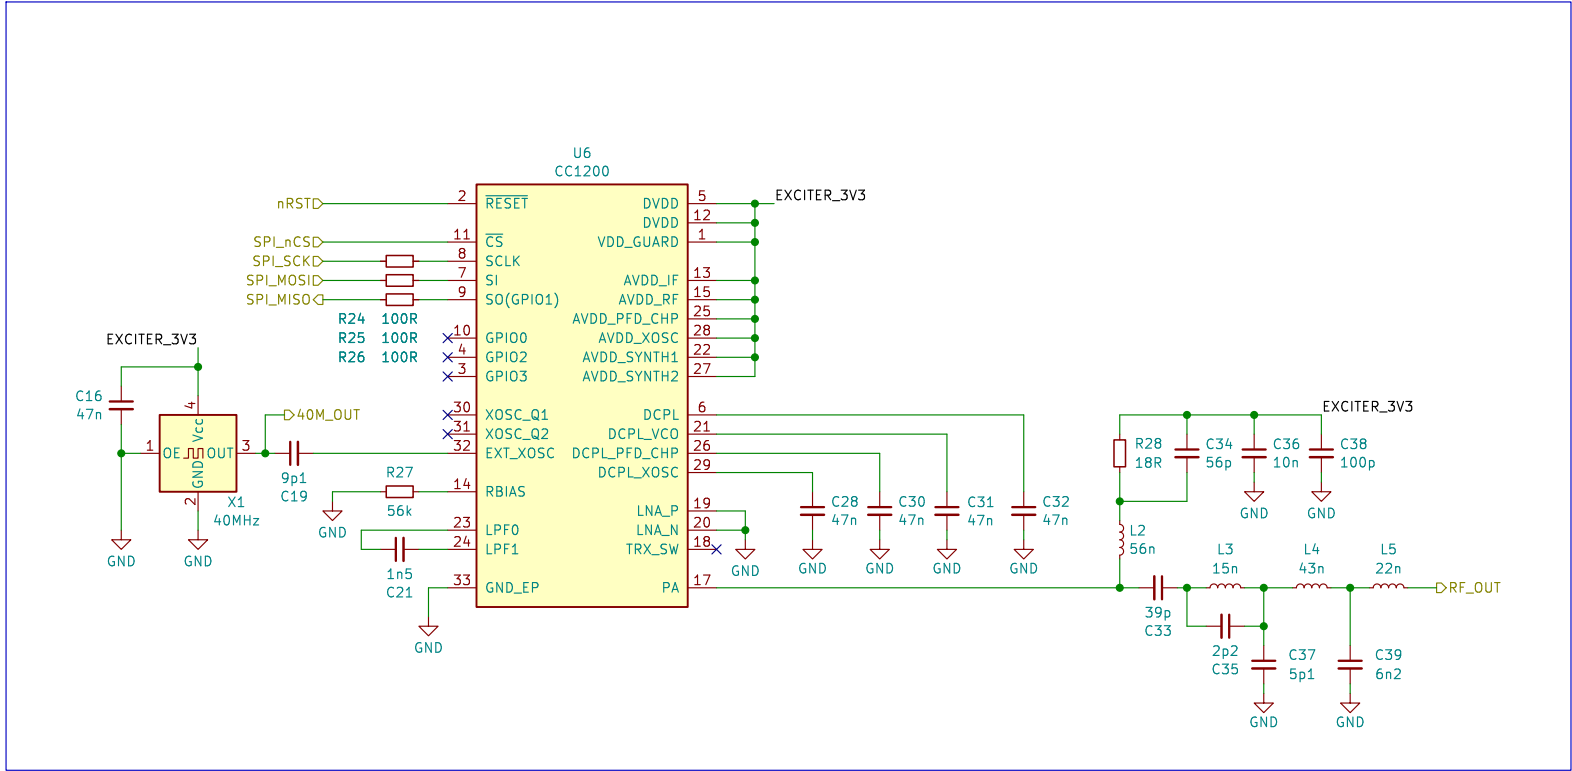 U6
CC1200
nRST 2 RESET DVDD 5 EXCITER_3V3
DVDD 12
SPI_nCS 11 CS VDD_GUARD 1
SPI_SCK 8 SCLK
SPI_MOSI 7 SI AVDD_IF 13
SPI_MISO 9 SO(GPIO1) AVDD_RF 15
R24 100R AVDD_PFD_CHP 25
R25 100R 10 GPIO0 AVDD_XOSC 28
R26 100R 4 GPIO2 AVDD_SYNTH1 22
3 GPIO3 AVDD_SYNTH2 27
EXCITER_3V3
C16
47n
4
Vcc
1 OE OUT 3
GND
2
X1
40MHz
GND
GND
40M_OUT
9p1
C19
30 XOSC_Q1 DCPL 6
31 XOSC_Q2 DCPL_VCO 21
32 EXT_XOSC DCPL_PFD_CHP 26
DCPL_XOSC 29
R27
56k
GND
14 RBIAS
LNA_P 19
23 LPF0 LNA_N 20
24 LPF1 TRX_SW 18
1n5
C21
33 GND_EP PA 17
GND
GND
C28
47n
GND
C30
47n
GND
C31
47n
GND
C32
47n
GND
EXCITER_3V3
R28
18R
C34
56p
C36
10n
C38
100p
GND
GND
L2
56n
L3
15n
L4
43n
L5
22n
RF_OUT
39p
C33
2p2
C35
C37
5p1
C39
6n2
GND
GND